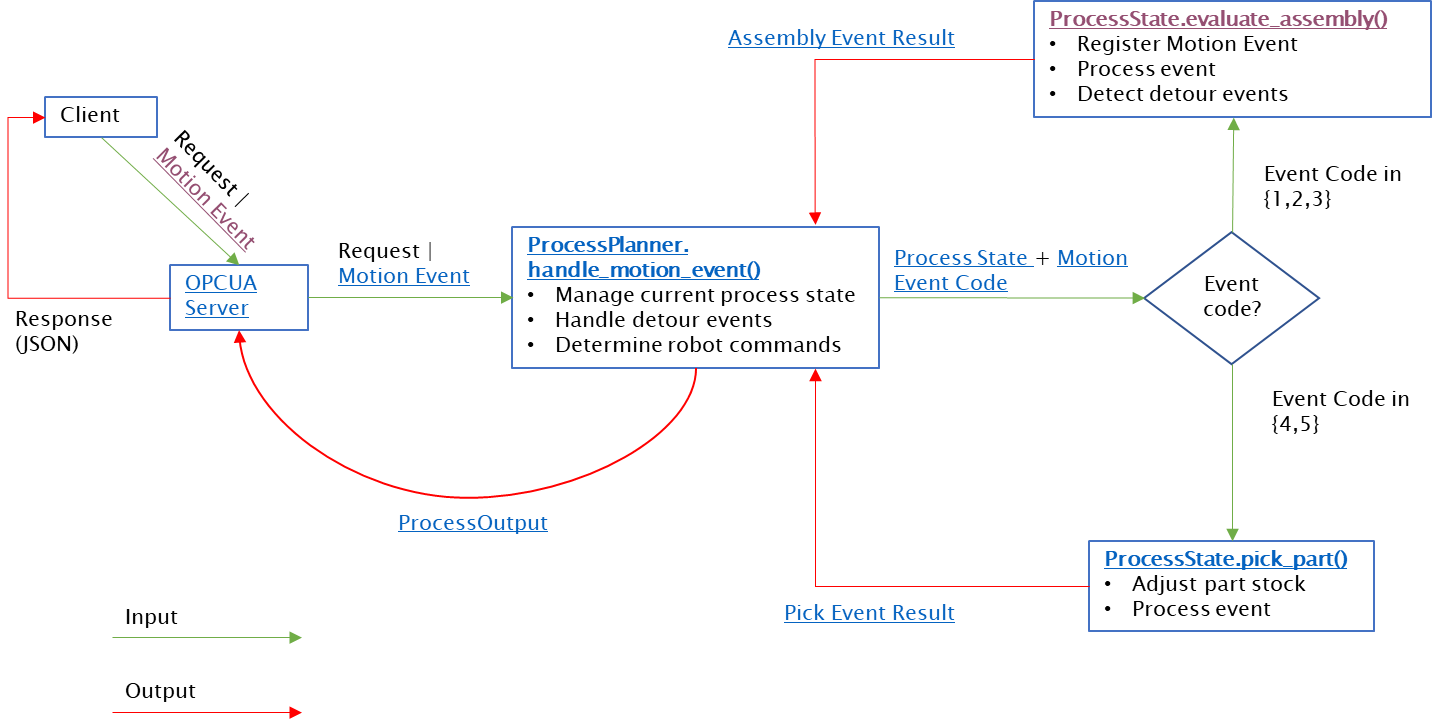 ProcessState.evaluate_assembly()
• Register Motion Event
• Process event
• Detect detour events
Assembly Event Result
Client
Request |
Motion Event
Event Code in
{1,2,3}
Request |
Motion Event
ProcessPlanner.
handle_motion_event()
• Manage current process state
• Handle detour events
• Determine robot commands
Process State + Motion
Event Code
Event
code?
OPCUA
Server
Response
(JSON)
Event Code in
{4,5}
ProcessOutput
ProcessState.pick_part()
• Adjust part stock
• Process event
Pick Event Result
Input
Output